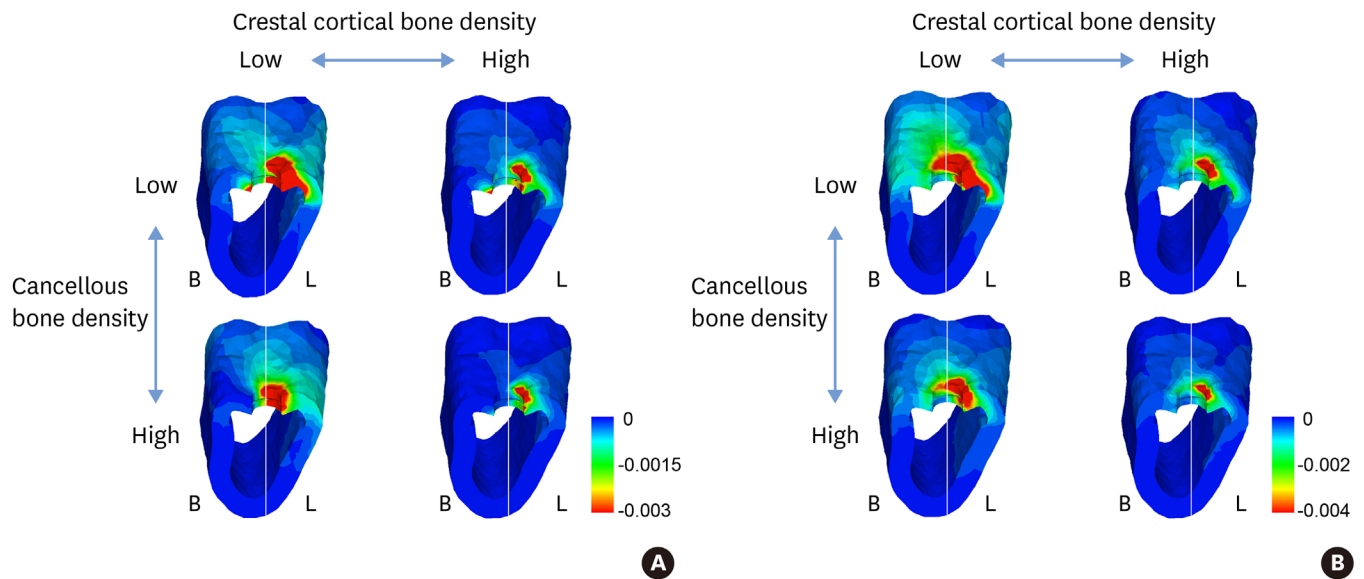 Crestal cortical bone density
Low High
Low
B L
Cancellous
bone density
High
B L
0
-0.0015
-0.003
A
Crestal cortical bone density
Low High
Low
B L
Cancellous
bone density
High
B L
0
-0.002
-0.004
B